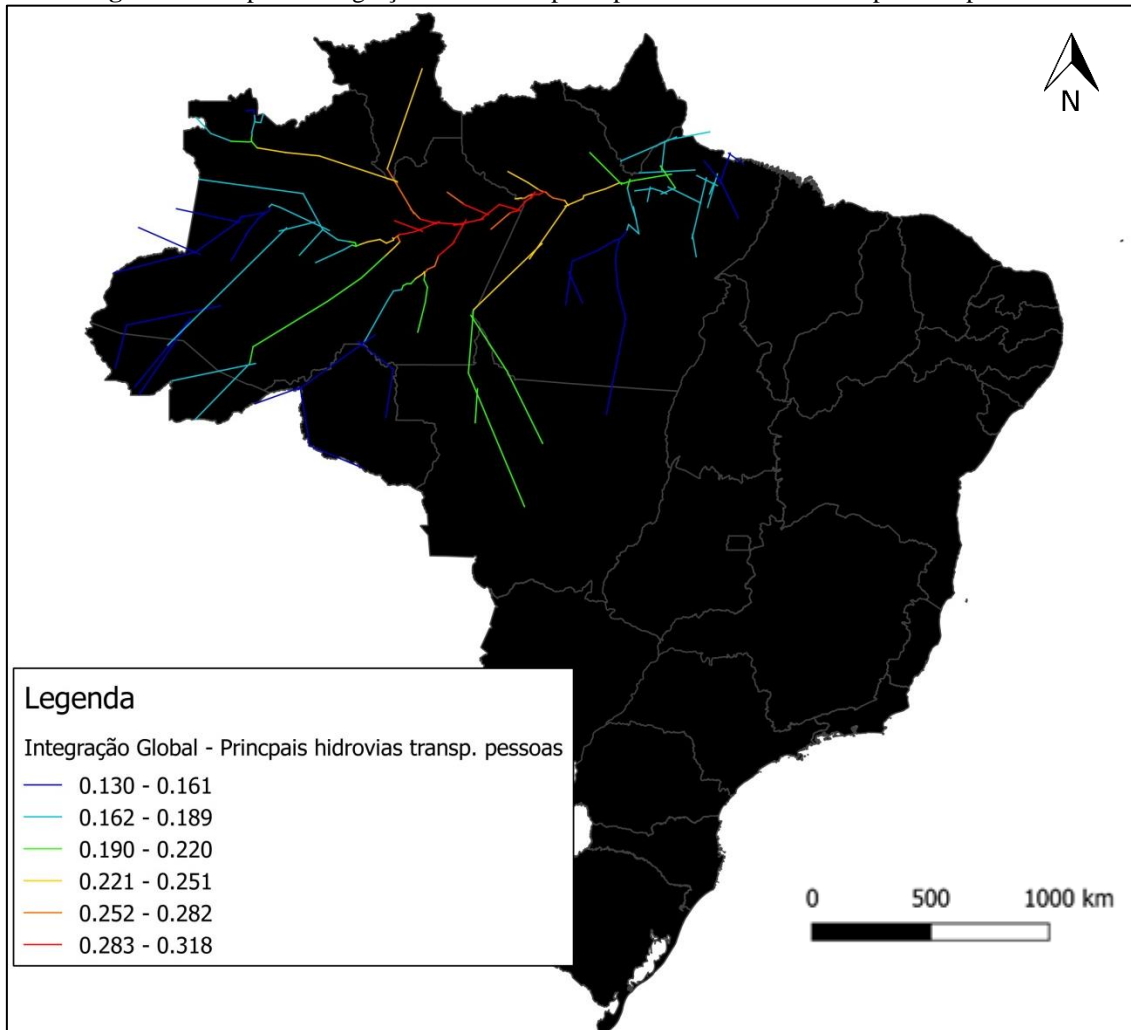 N
Legenda
Integração Global - Princpais hidrovias transp. pessoas
0.130 - 0.161
0.162 - 0.189
0.190 - 0.220
0.221 - 0.251
0.252 - 0.282
0.283 - 0.318
0 500 1000 km